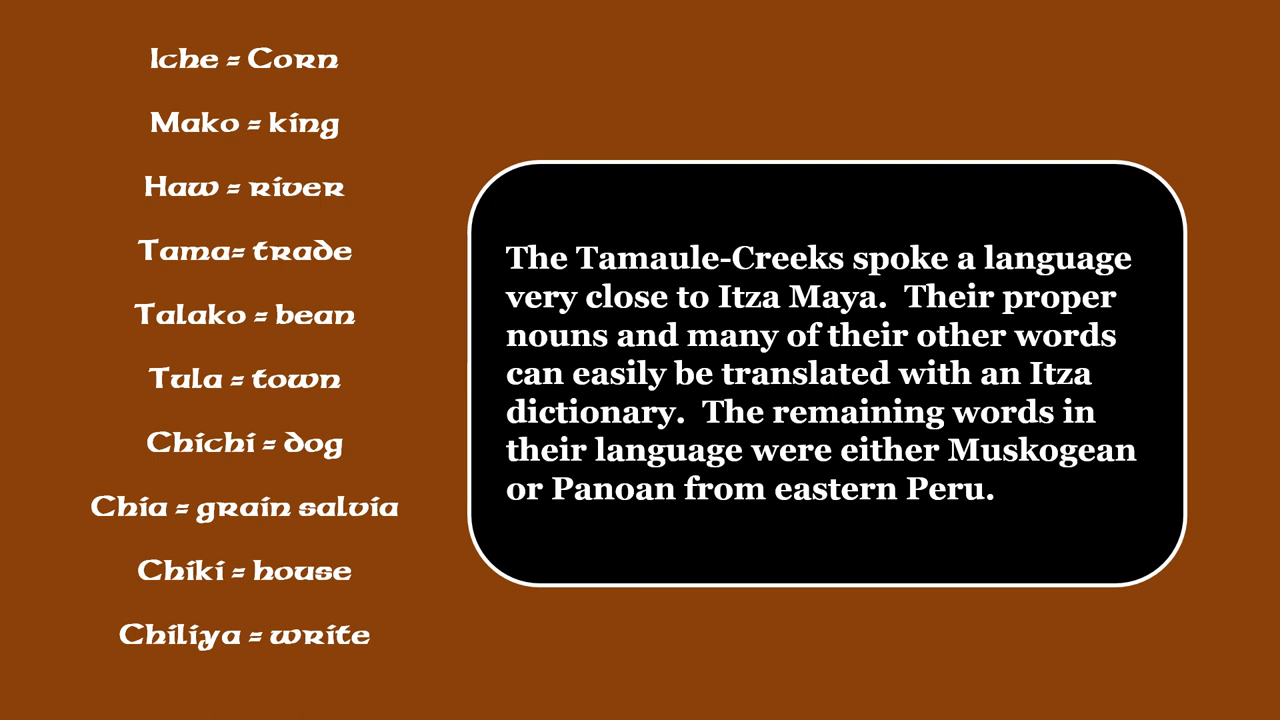 Iche = Corn
Mako = king
Haw = river
Tama= trade
Talako = bean
Tula = town
Chichi = dog
Chia = grain salvia
Chiki = house
Chiliya = write
The Tamaule-Creeks spoke a language
very close to Itza Maya.  Their proper
nouns and many of their other words
can easily be translated with an Itza
dictionary.  The remaining words in
their language were either Muskogean
or Panoan from eastern Peru.